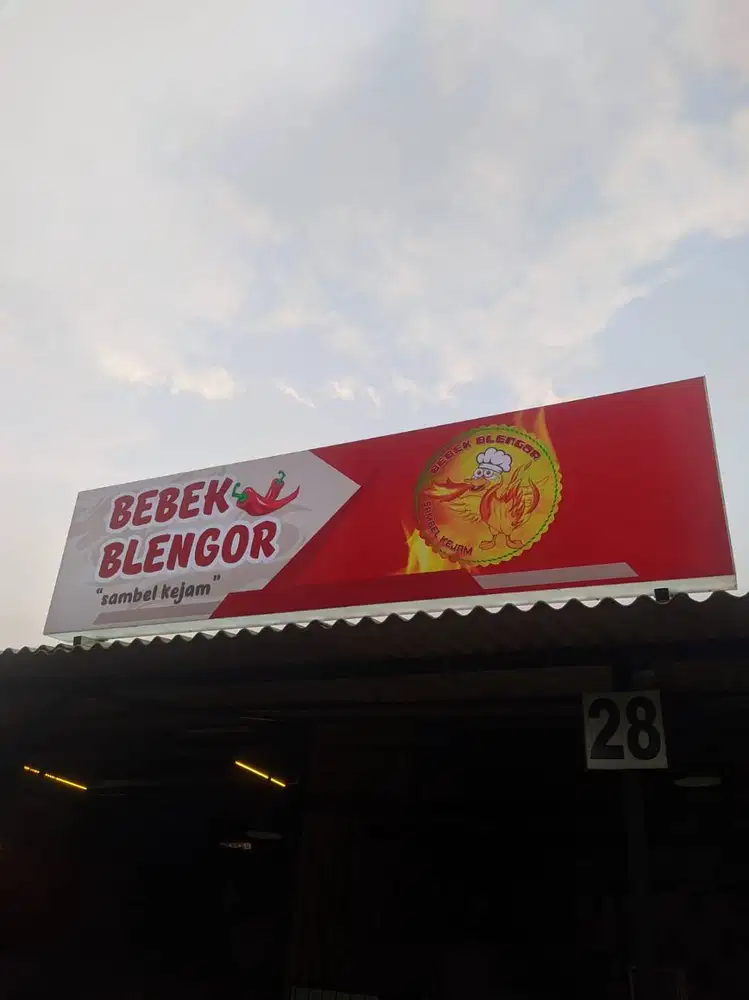 BEBEK
BLENGOR
"sambel kejam"
BEBEK BLENGOR
SAMBEL KEJAM
28